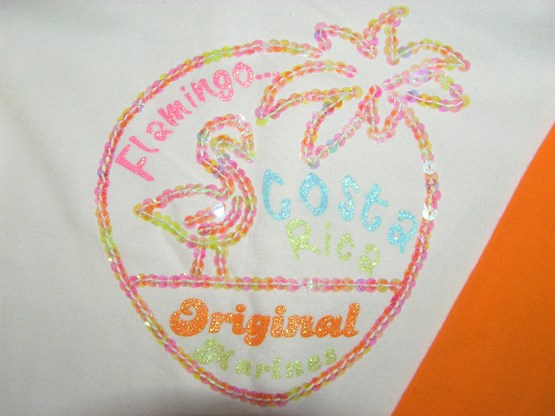 Flamingo...
Costa
Rica
Original
Marines